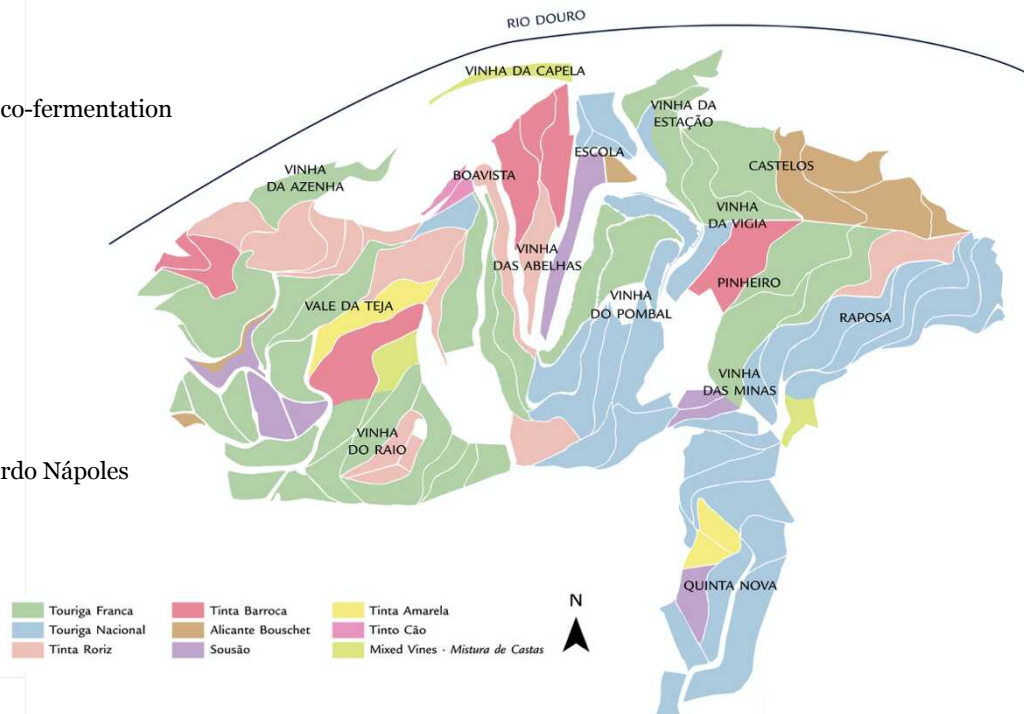 RIO DOURO
VINHA DA CAPELA
co-fermentation
VINHA DA
ESTAÇÃO
ESCOLA
CASTELOS
VINHA
DA AZENHA
BOAVISTA
VINHA
DA VIGIA
VINHA
DAS ABELHAS
PINHEIRO
VALE DA TEJA
VINHA
DO POMBAL
RAPOSA
VINHA
DAS MINAS
VINHA
DO RAIO
rdo Nápoles
QUINTA NOVA
N
Touriga Franca
Touriga Nacional
Tinta Roriz
Tinta Barroca
Alicante Bouschet
Sousão
Tinta Amarela
Tinto Cão
Mixed Vines · Mistura de Castas